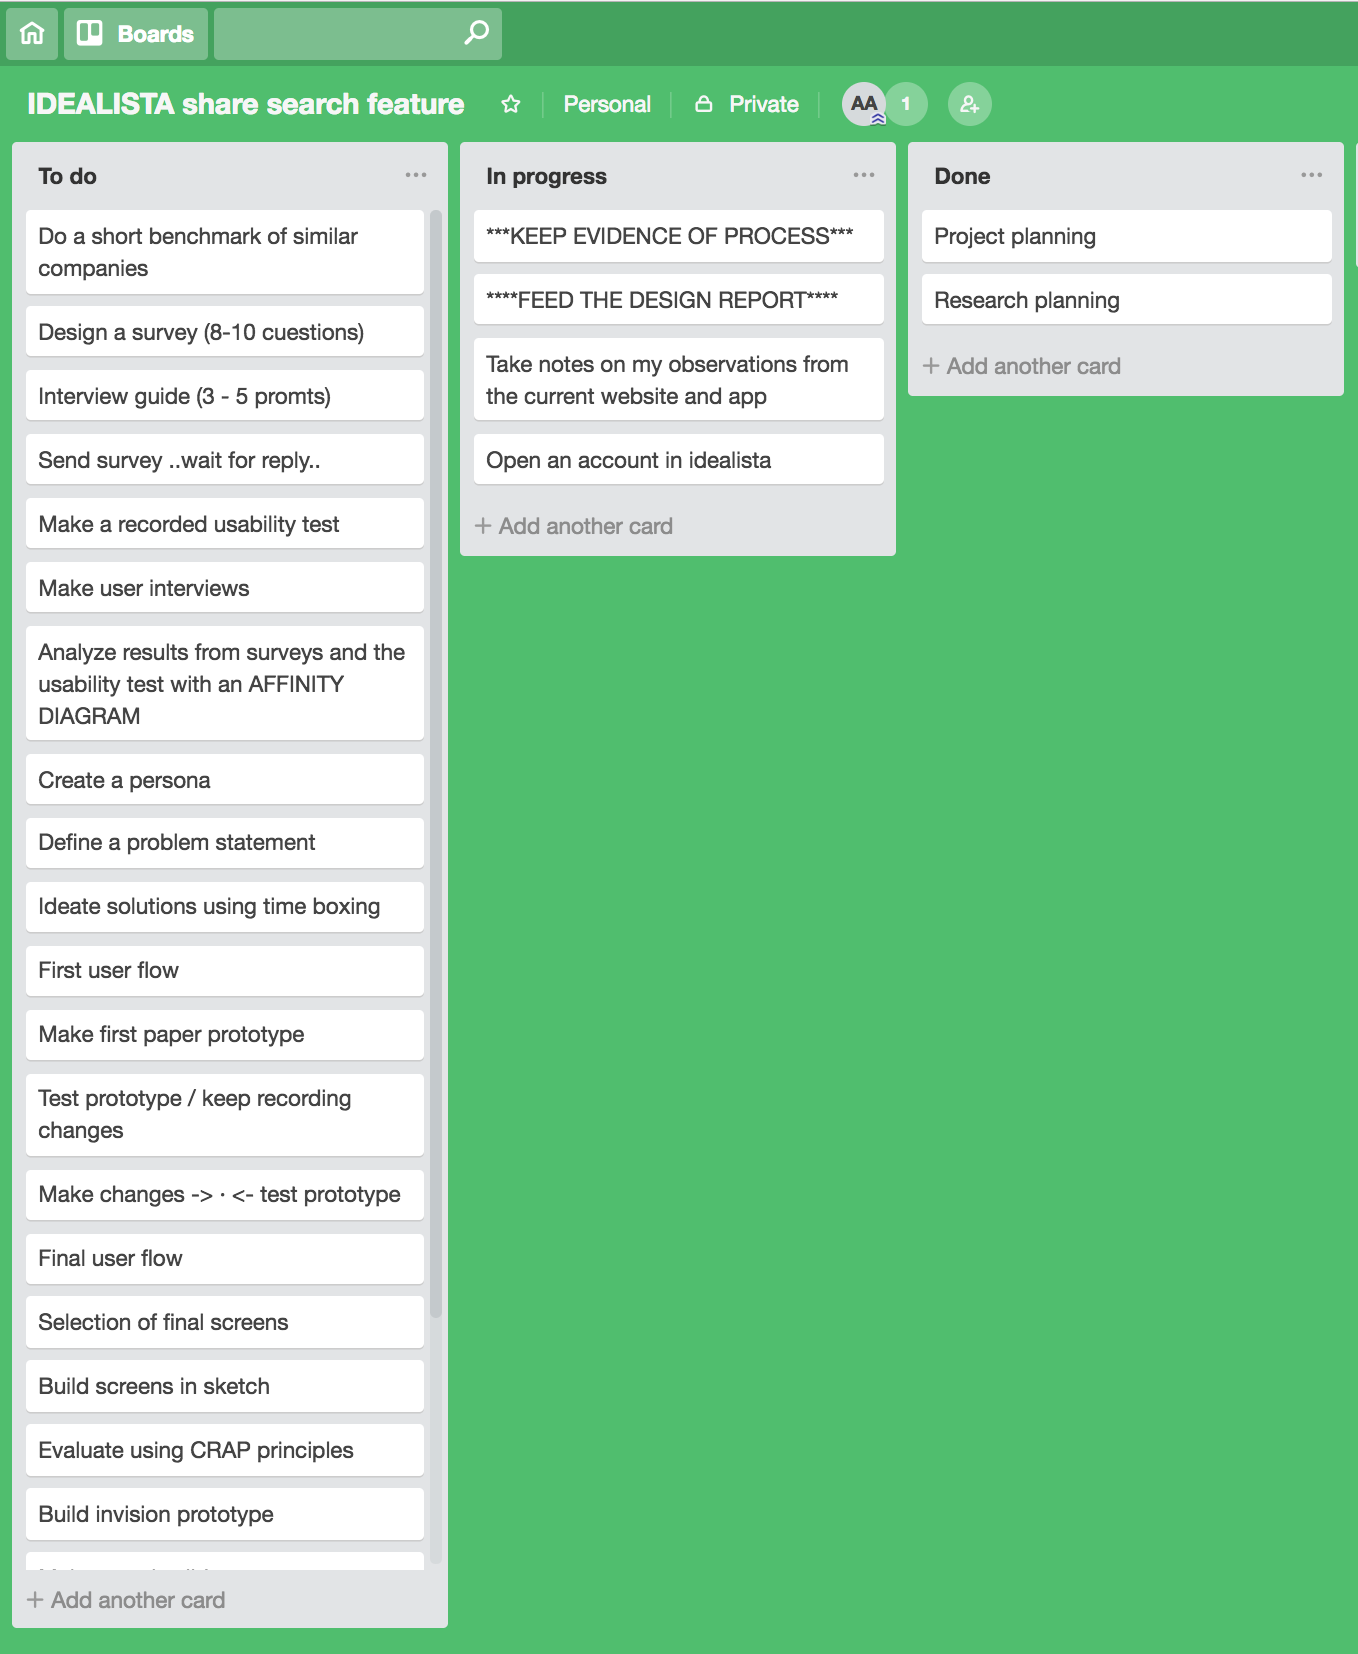 Boards
IDEALISTA share search feature
Personal
Private
AA
1
To do
Do a short benchmark of similar
companies
Design a survey (8-10 cuestions)
Interview guide (3 - 5 promts)
Send survey ..wait for reply..
Make a recorded usability test
Make user interviews
Analyze results from surveys and the
usability test with an AFFINITY
DIAGRAM
Create a persona
Define a problem statement
Ideate solutions using time boxing
First user flow
Make first paper prototype
Test prototype / keep recording
changes
Make changes -> · <- test prototype
Final user flow
Selection of final screens
Build screens in sketch
Evaluate using CRAP principles
Build invision prototype
+ Add another card
In progress
***KEEP EVIDENCE OF PROCESS***
****FEED THE DESIGN REPORT****
Take notes on my observations from
the current website and app
Open an account in idealista
+ Add another card
Done
Project planning
Research planning
+ Add another card